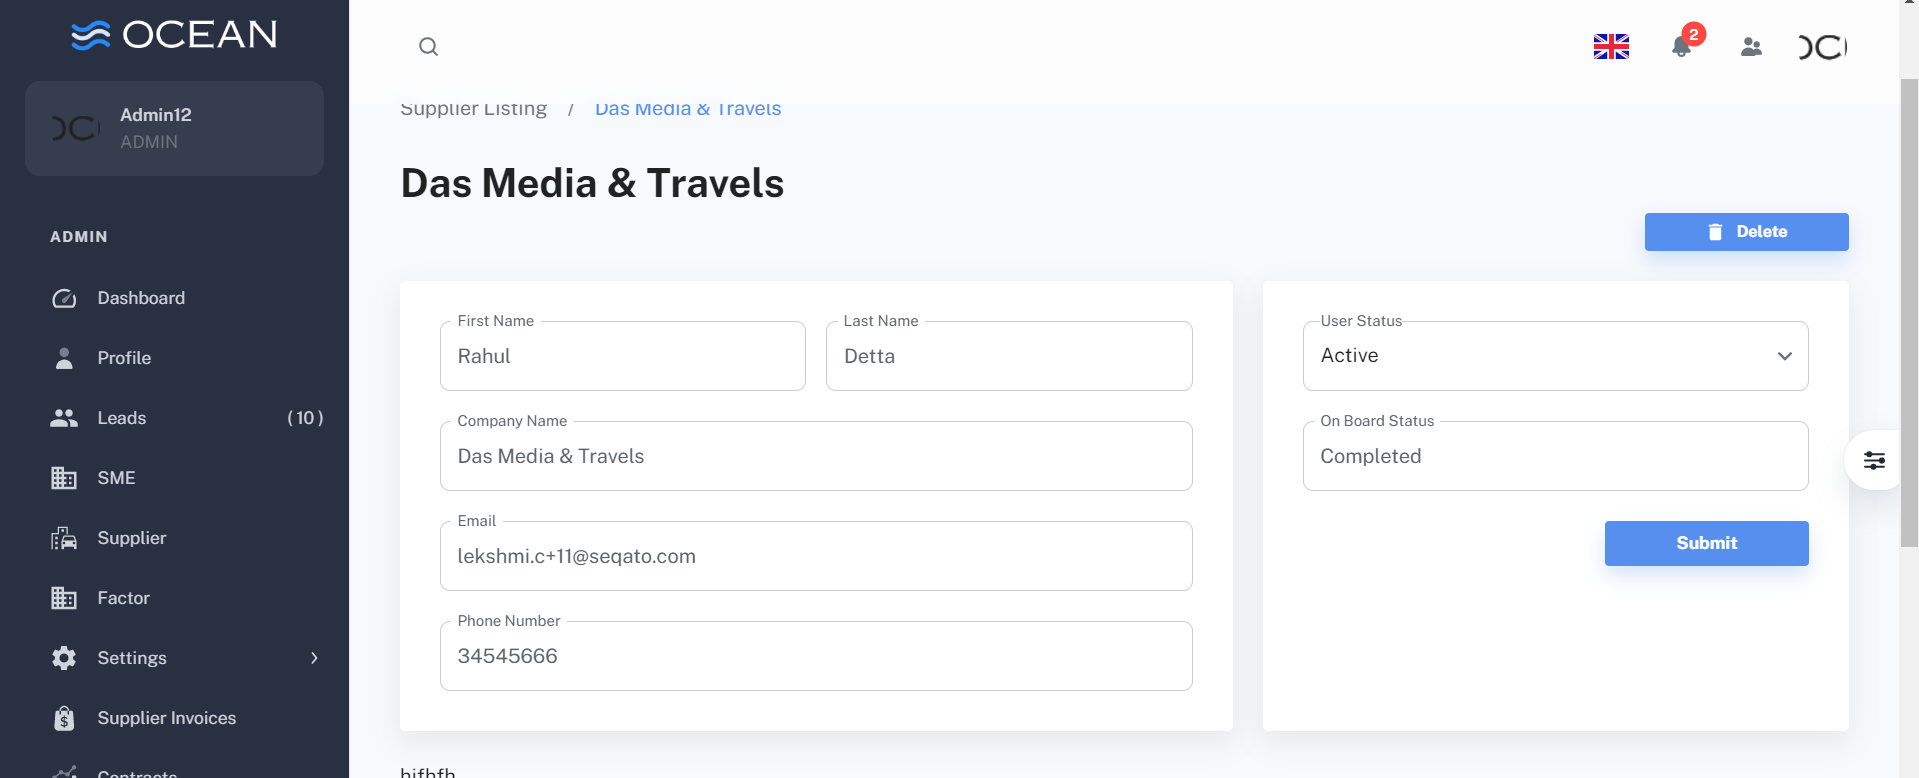 OCEAN
Admin12
ADMIN
ADMIN
Dashboard
Profile
Leads (10)
SME
Supplier
Factor
Settings
Supplier Invoices
Contracts
2
Supplier Listing / Das Media & Travels
Das Media & Travels
Delete
First Name
Rahul
Last Name
Detta
Company Name
Das Media & Travels
Email
lekshmi.c+11@seqato.com
Phone Number
34545666
User Status
Active
On Board Status
Completed
Submit
hifhfh